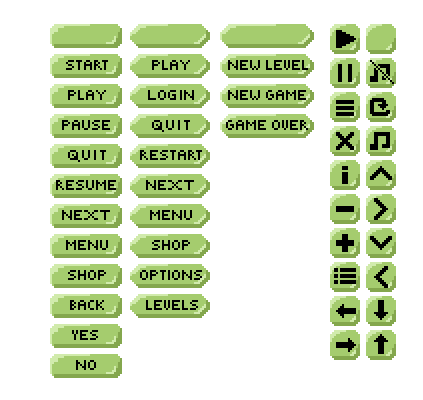 START
PLAY
PAUSE
QUIT
RESUME
NEXT
MENU
SHOP
BACK
YES
NO
PLAY
LOGIN
QUIT
RESTART
NEXT
MENU
SHOP
OPTIONS
LEVELS
NEW LEVEL
NEW GAME
GAME OVER